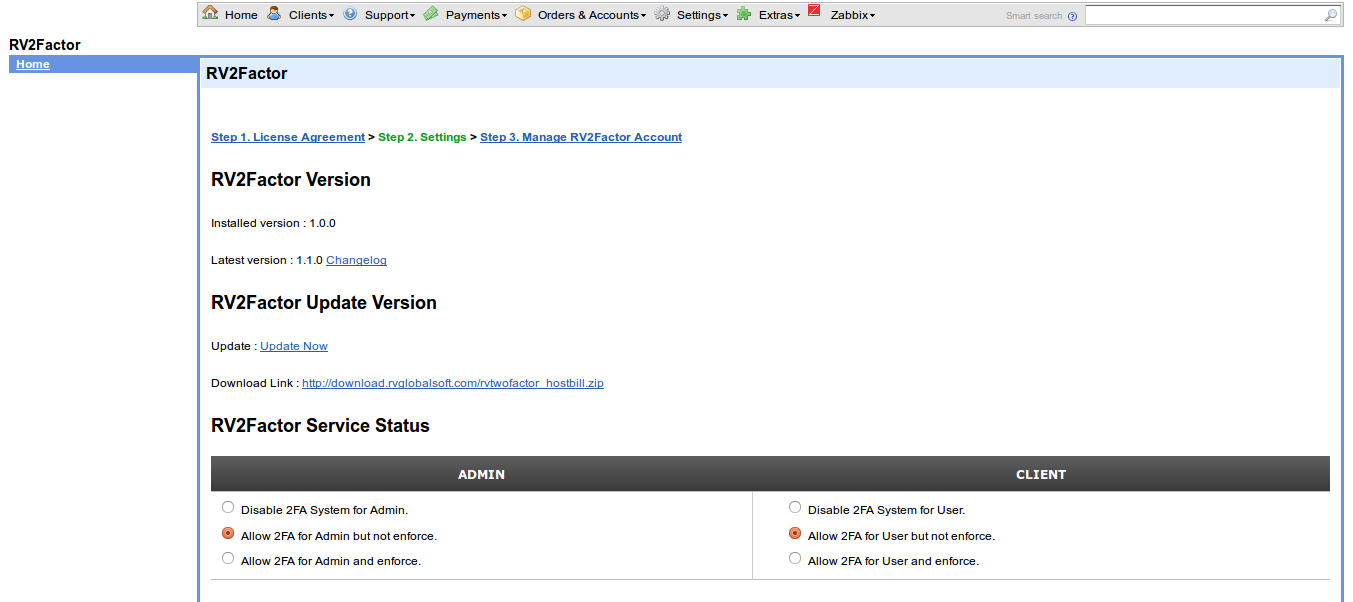 Home Clients Support Payments Orders & Accounts Settings Extras Zabbix Smart search ?
RV2Factor
Home
RV2Factor
Step 1. License Agreement > Step 2. Settings > Step 3. Manage RV2Factor Account
RV2Factor Version
Installed version : 1.0.0
Latest version : 1.1.0 Changelog
RV2Factor Update Version
Update : Update Now
Download Link : http://download.rvglobalsoft.com/rvtwofactor_hostbill.zip
RV2Factor Service Status
ADMIN CLIENT
Disable 2FA System for Admin. Disable 2FA System for User.
Allow 2FA for Admin but not enforce. Allow 2FA for User but not enforce.
Allow 2FA for Admin and enforce. Allow 2FA for User and enforce.